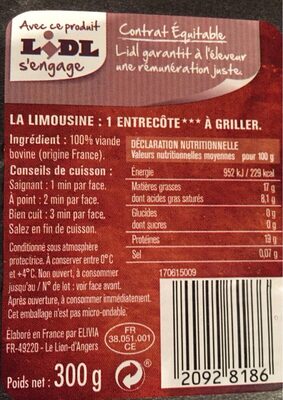 Avec ce produit
LIDL
s'engage
Contrat Équitable
Lidl garantit à l'éleveur
une rémunération juste.
LA LIMOUSINE : 1 ENTRECÔTE*** À GRILLER.
Ingrédient : 100% viande
bovine (origine France).
Conseils de cuisson :
Saignant : 1 min par face.
À point : 2 min par face.
Bien cuit : 3 min par face.
Salez en fin de cuisson.
Conditionné sous atmosphère
protectrice. À conserver entre 0°C
et +4°C. Non ouvert, à consommer
jusqu'au / N° de lot : voir face avant.
Après ouverture, à consommer immédiatement.
Cet emballage n'est pas micro-ondable.
DÉCLARATION NUTRITIONNELLE
Valeurs nutritionnelles moyennes pour 100 g
Énergie 952 kJ / 229 kcal
Matières grasses 17 g
dont acides gras saturés 8,1 g
Glucides 0 g
dont sucres 0 g
Protéines 19 g
Sel 0,07 g
170615009
Élaboré en France par ELIVIA
FR-49220 - Le Lion-d'Angers
FR
38.051.001
CE
Poids net : 300 g
2092 8186